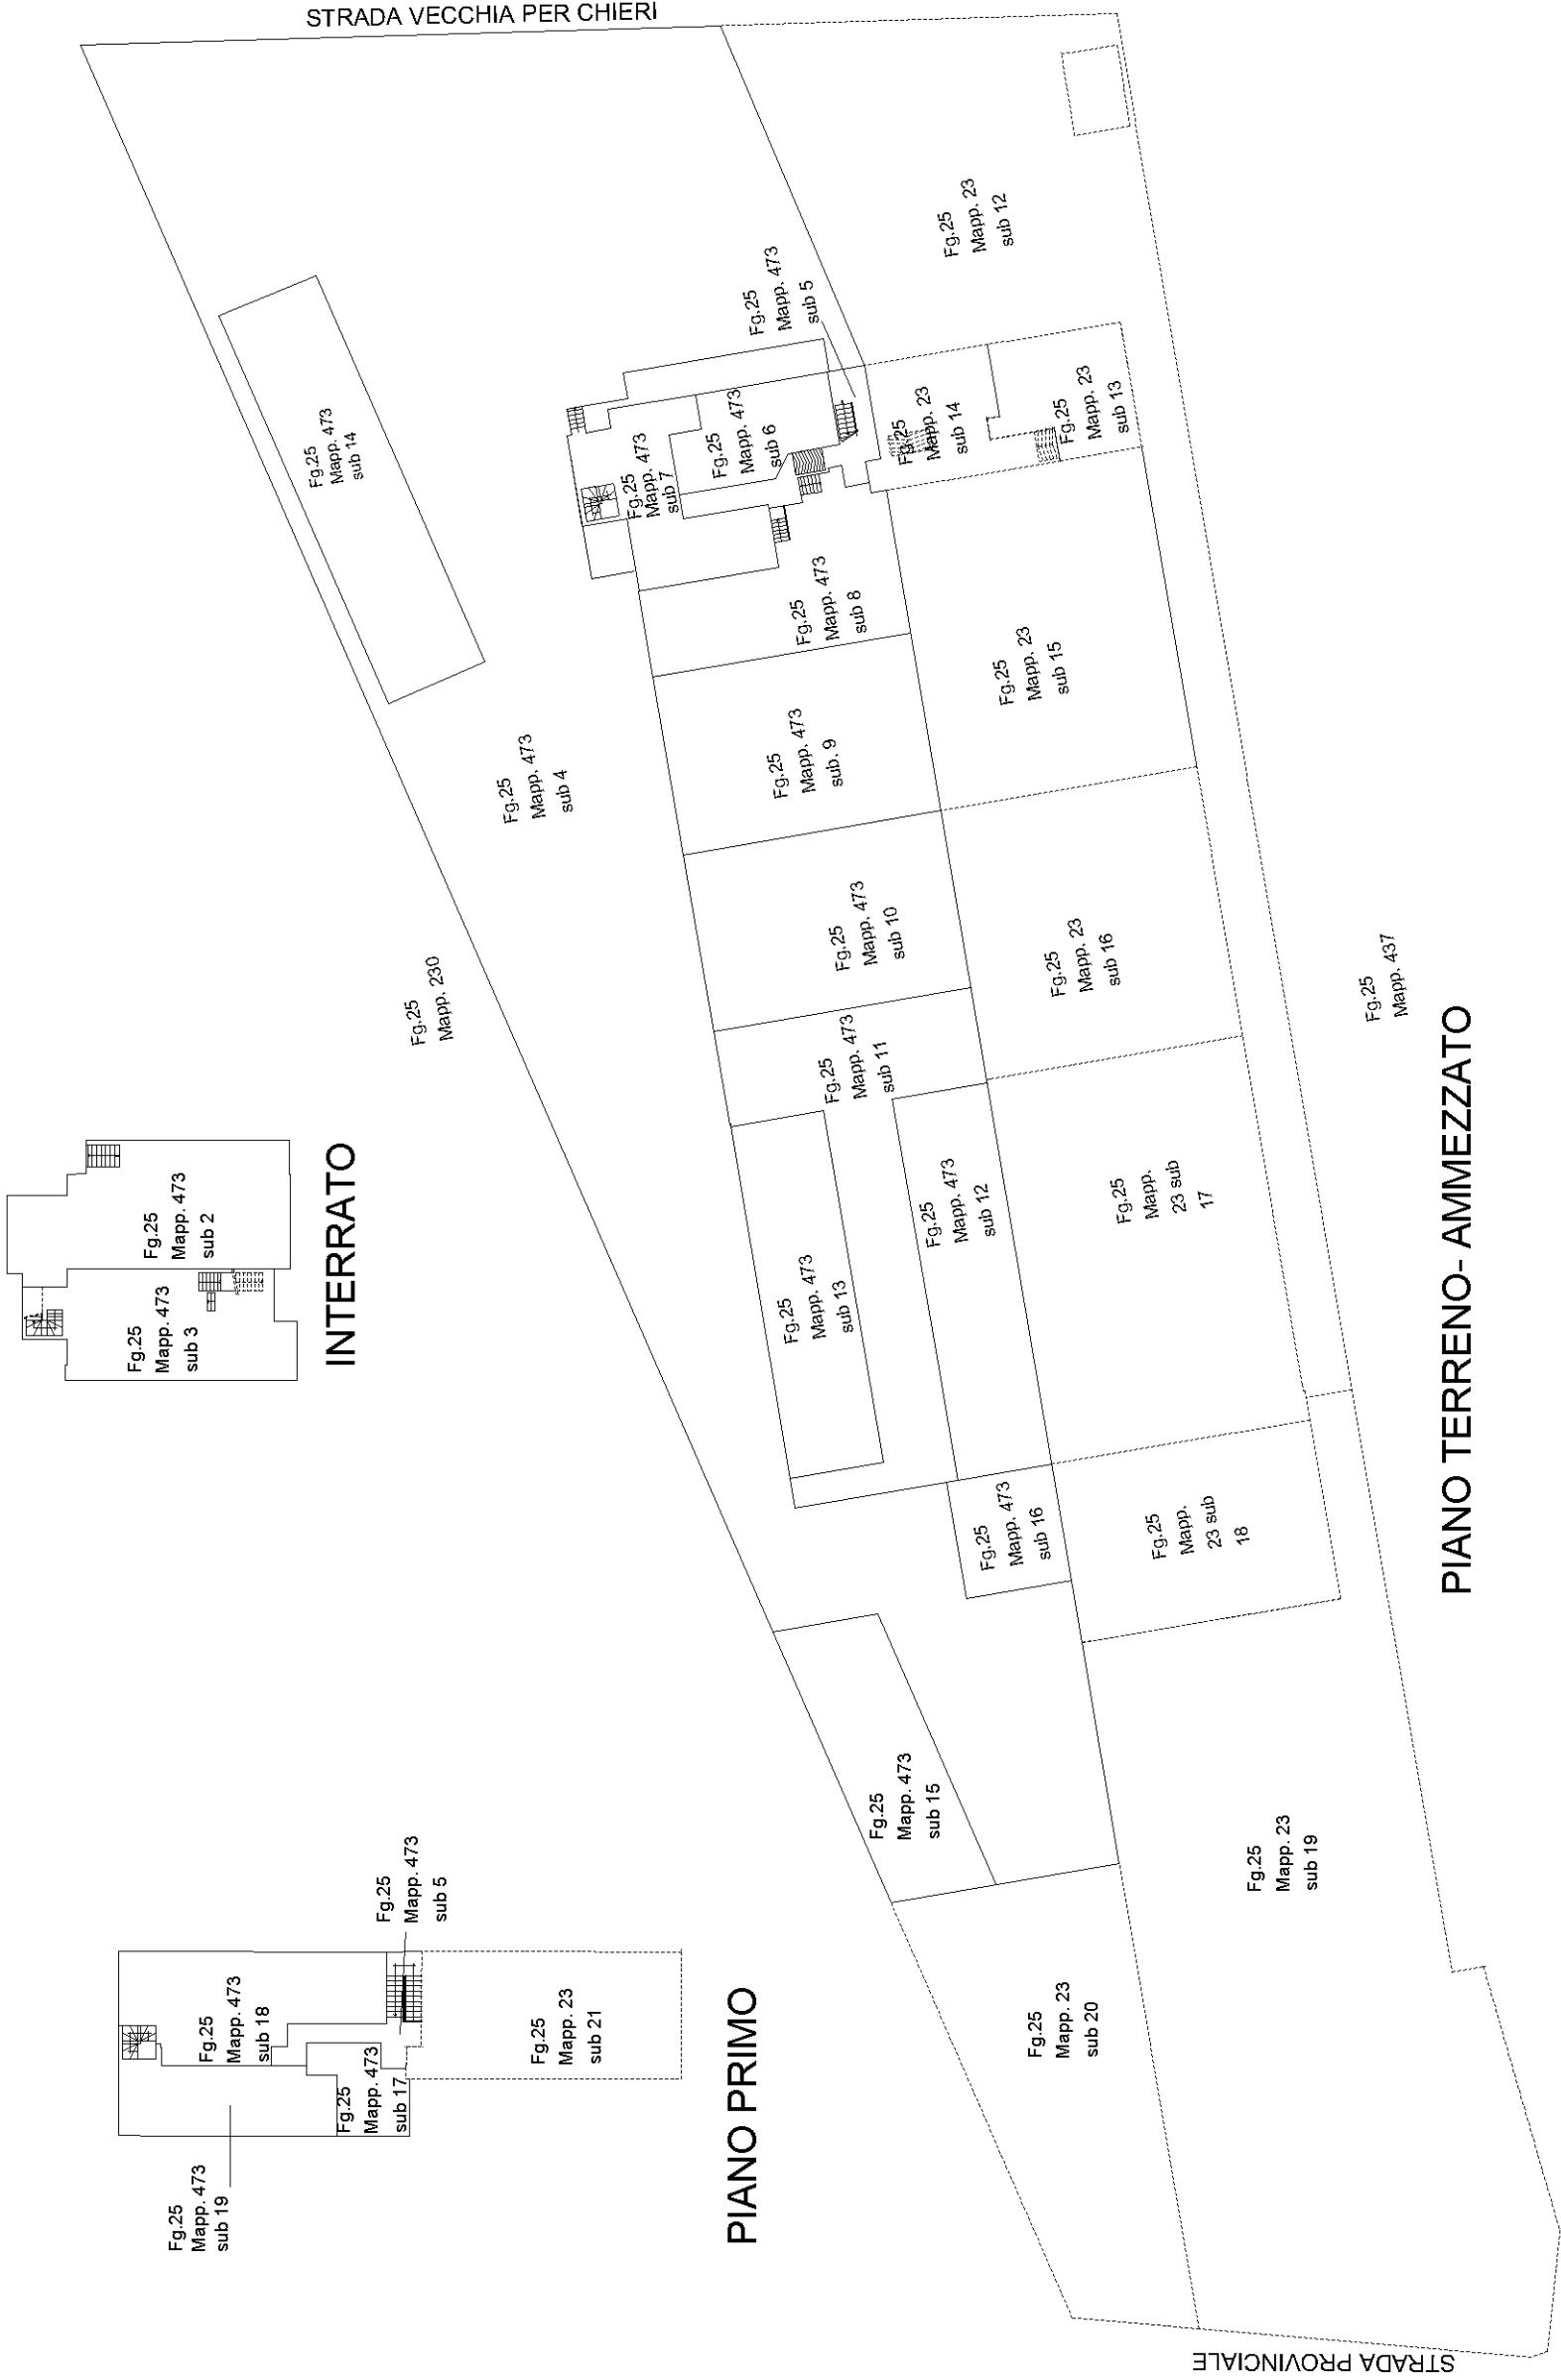 STRADA VECCHIA PER CHIERI
Fg.25
Mapp. 23
sub 12
Fg.25
Mapp. 473
sub 5
Fg.25
Mapp. 473
sub 14
Fg.25
Mapp. 473
sub 7
Fg.25
Mapp. 473
sub 6
Fg.25
Mapp. 23
sub 14
Fg.25
Mapp. 23
sub 13
Fg.25
Mapp. 473
sub 8
Fg.25
Mapp. 23
sub 15
Fg.25
Mapp. 473
sub 4
Fg.25
Mapp. 473
sub. 9
Fg.25
Mapp. 473
sub 10
Fg.25
Mapp. 23
sub 16
Fg.25
Mapp. 230
Fg.25
Mapp. 437
Fg.25
Mapp. 473
sub 11
Fg.25
Mapp. 473
sub 12
Fg.25
Mapp.
23 sub
17
Fg.25
Mapp. 473
sub 13
Fg.25
Mapp. 473
sub 2
Fg.25
Mapp. 473
sub 3
INTERRATO
PIANO TERRENO- AMMEZZATO
Fg.25
Mapp. 473
sub 16
Fg.25
Mapp.
23 sub
18
Fg.25
Mapp. 473
sub 15
Fg.25
Mapp. 23
sub 19
Fg.25
Mapp. 23
sub 20
Fg.25
Mapp. 473
sub 5
Fg.25
Mapp. 473
sub 18
Fg.25
Mapp. 473
sub 17
Fg.25
Mapp. 23
sub 21
Fg.25
Mapp. 473
sub 19
PIANO PRIMO
STRADA PROVINCIALE